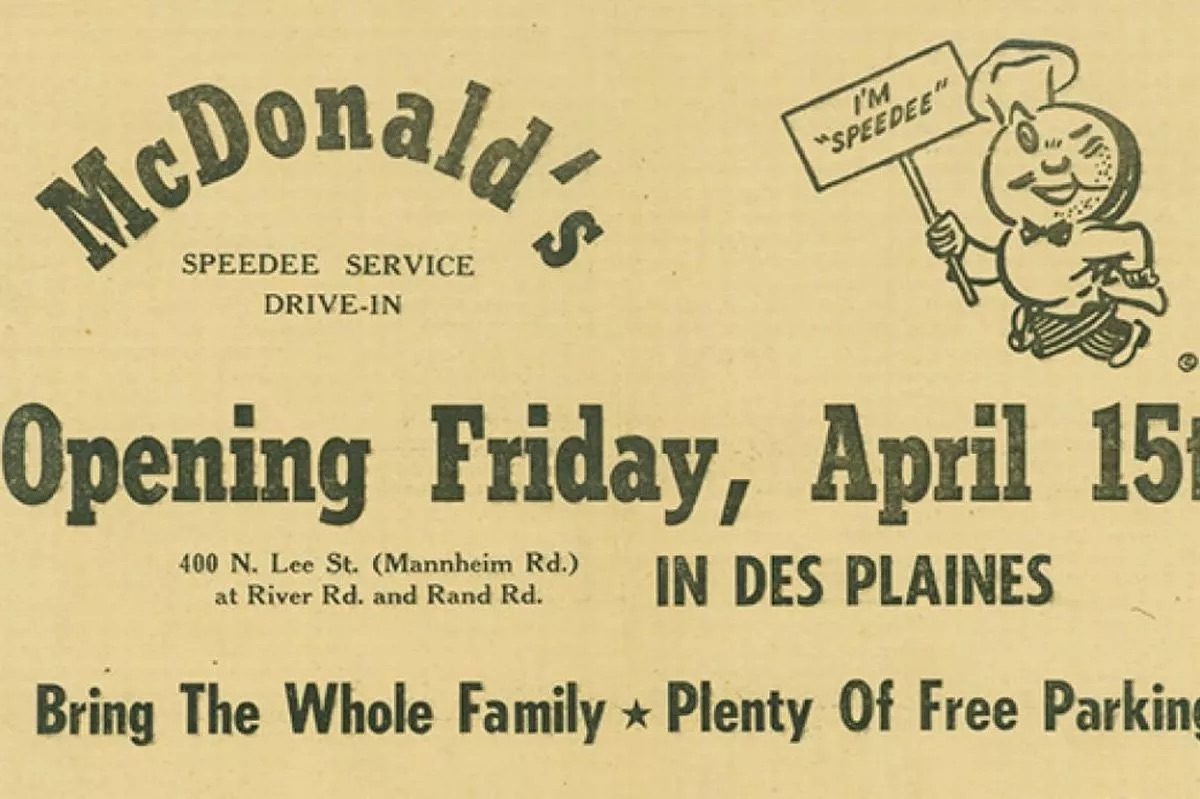 McDonald's
SPEEDEE SERVICE
DRIVE-IN
I'M
"SPEEDEE"
®
Opening Friday, April 15t
400 N. Lee St. (Mannheim Rd.)
at River Rd. and Rand Rd.
IN DES PLAINES
Bring The Whole Family ★ Plenty Of Free Parking